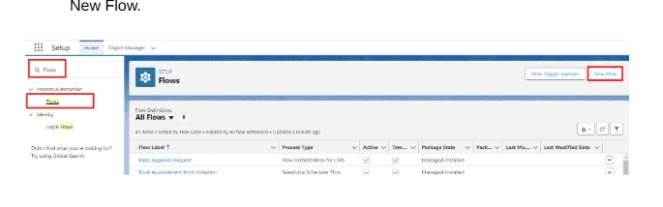 New Flow.
Setup Home Object Manager
Flows
SETUP
Flows
Flow Trigger Explorer New Flow
Process Automation
Flows
Identity
Login Flows
Didn't find what you're looking for?
Try using Global Search.
Flow Definitions
All Flows
items • Sorted by Flow Label • Filtered by All flow definitions • Updated a minute ago
Flow Label Process Type Active Tem... Package State Pack... Last Mo... Last Modified Date
Basic Approval Request Flow Orchestration for CMS Managed-Installed
Book Appointment from Invitation Salesforce Scheduler Flow Managed-Installed